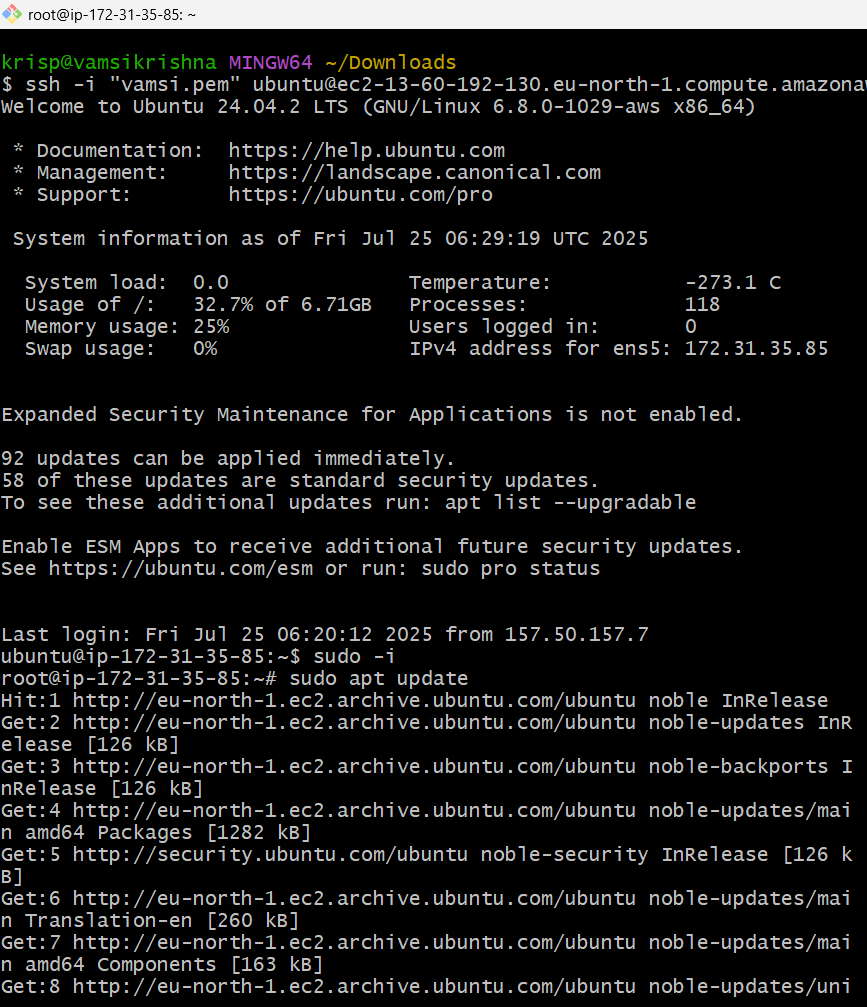 root@ip-172-31-35-85: ~
krisp@vamsikrishna MINGW64 ~/Downloads
$ ssh -i "vamsi.pem" ubuntu@ec2-13-60-192-130.eu-north-1.compute.amazonaw
Welcome to Ubuntu 24.04.2 LTS (GNU/Linux 6.8.0-1029-aws x86_64)
* Documentation:  https://help.ubuntu.com
* Management:     https://landscape.canonical.com
* Support:        https://ubuntu.com/pro
System information as of Fri Jul 25 06:29:19 UTC 2025
System load:  0.0               Temperature:           -273.1 C
Usage of /:   32.7% of 6.71GB   Processes:             118
Memory usage: 25%               Users logged in:       0
Swap usage:   0%                IPv4 address for ens5: 172.31.35.85
Expanded Security Maintenance for Applications is not enabled.
92 updates can be applied immediately.
58 of these updates are standard security updates.
To see these additional updates run: apt list --upgradable
Enable ESM Apps to receive additional future security updates.
See https://ubuntu.com/esm or run: sudo pro status
Last login: Fri Jul 25 06:20:12 2025 from 157.50.157.7
ubuntu@ip-172-31-35-85:~$ sudo -i
root@ip-172-31-35-85:~# sudo apt update
Hit:1 http://eu-north-1.ec2.archive.ubuntu.com/ubuntu noble InRelease
Get:2 http://eu-north-1.ec2.archive.ubuntu.com/ubuntu noble-updates InR
elease [126 kB]
Get:3 http://eu-north-1.ec2.archive.ubuntu.com/ubuntu noble-backports I
nRelease [126 kB]
Get:4 http://eu-north-1.ec2.archive.ubuntu.com/ubuntu noble-updates/mai
n amd64 Packages [1282 kB]
Get:5 http://security.ubuntu.com/ubuntu noble-security InRelease [126 k
B]
Get:6 http://eu-north-1.ec2.archive.ubuntu.com/ubuntu noble-updates/mai
n Translation-en [260 kB]
Get:7 http://eu-north-1.ec2.archive.ubuntu.com/ubuntu noble-updates/mai
n amd64 Components [163 kB]
Get:8 http://eu-north-1.ec2.archive.ubuntu.com/ubuntu noble-updates/uni